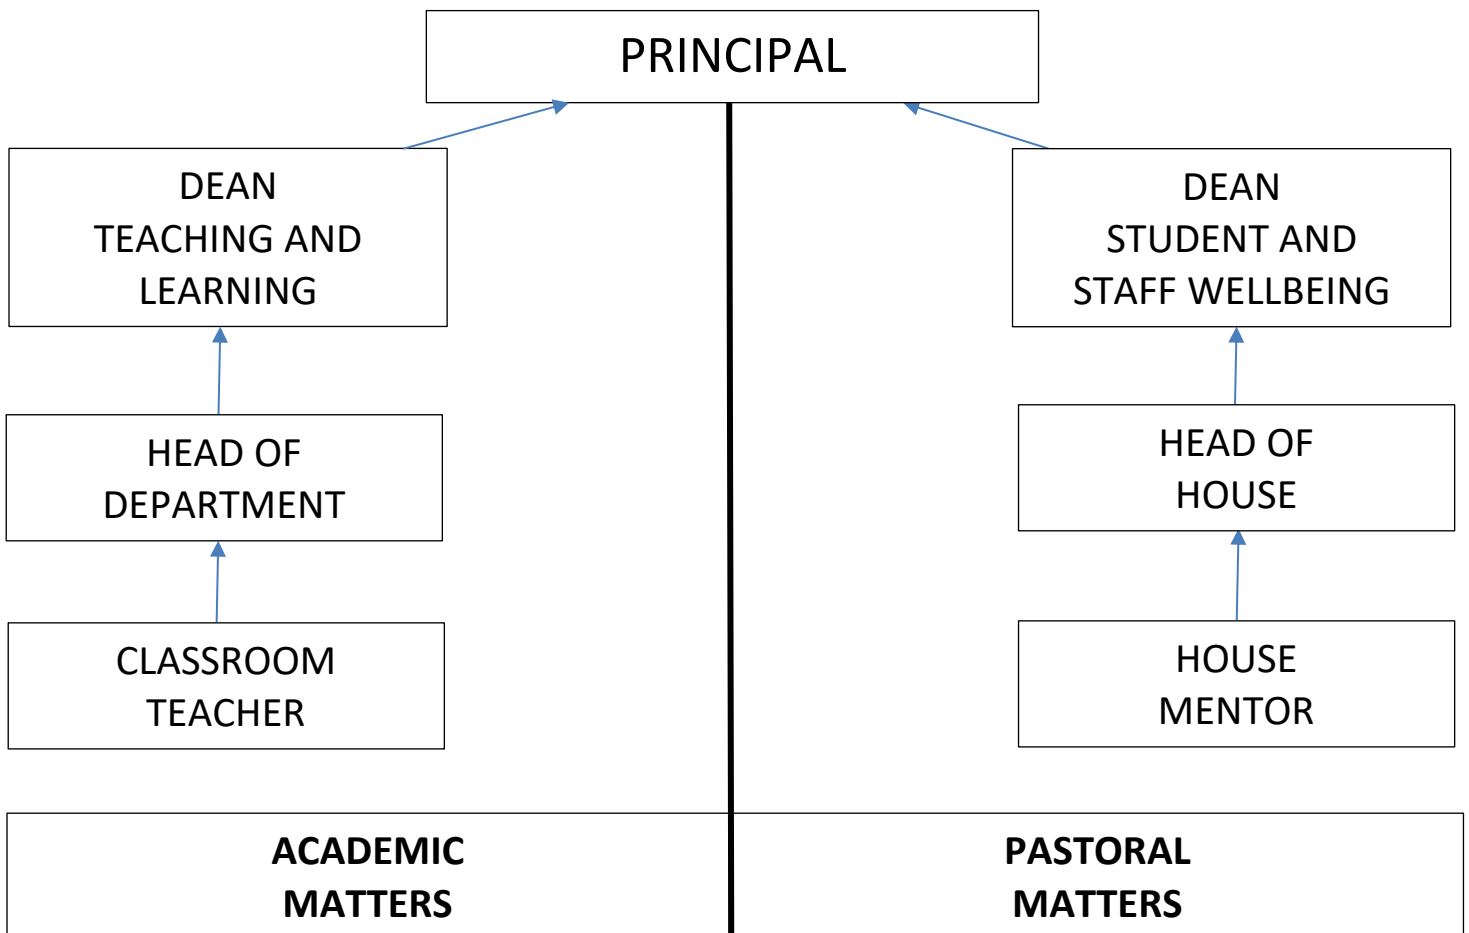 PRINCIPAL
DEAN
TEACHING AND
LEARNING
DEAN
STUDENT AND
STAFF WELLBEING
HEAD OF
DEPARTMENT
HEAD OF
HOUSE
CLASSROOM
TEACHER
HOUSE
MENTOR
ACADEMIC
MATTERS
PASTORAL
MATTERS